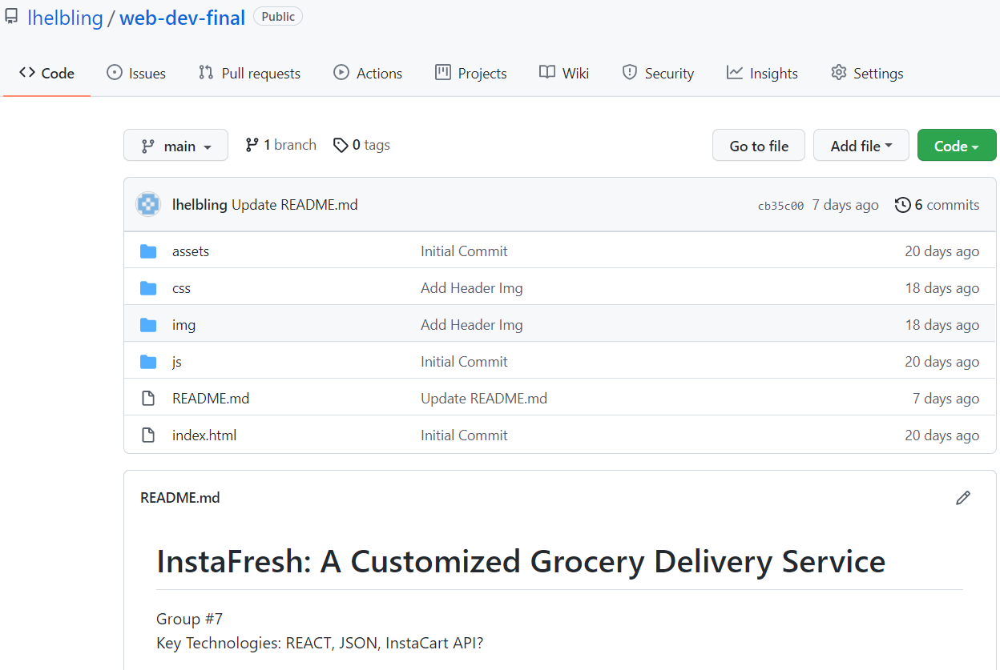 lhelbling / web-dev-final Public
Code Issues Pull requests Actions Projects Wiki Security Insights Settings
main 1 branch 0 tags Go to file Add file Code
lhelbling Update README.md cb35c00 7 days ago 6 commits
assets Initial Commit 20 days ago
css Add Header Img 18 days ago
img Add Header Img 18 days ago
js Initial Commit 20 days ago
README.md Update README.md 7 days ago
index.html Initial Commit 20 days ago
README.md
InstaFresh: A Customized Grocery Delivery Service
Group #7
Key Technologies: REACT, JSON, InstaCart API?